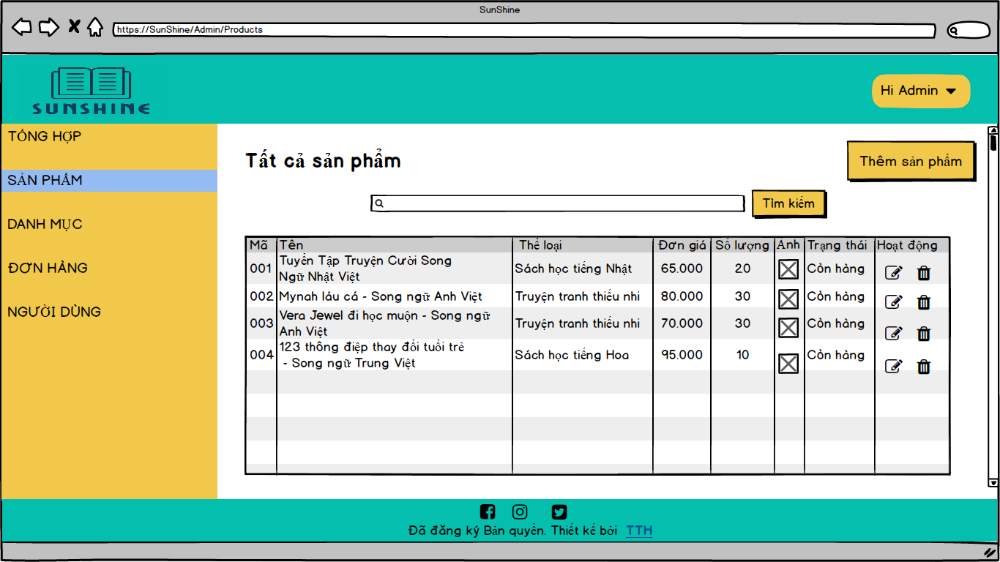 SunShine
https://SunShine/Admin/Products
SUNSHINE
Hi Admin
TỔNG HỢP
SẢN PHẨM
DANH MỤC
ĐƠN HÀNG
NGƯỜI DÙNG
Tất cả sản phẩm
Thêm sản phẩm
Tìm kiếm
Mã Tên Thể loại Đơn giá Số lượng Ảnh Trạng thái Hoạt động
001 Tuyển Tập Truyện Cười Song Ngữ Nhật Việt Sách học tiếng Nhật 65.000 20 Còn hàng
002 Mynah láu cá - Song ngữ Anh Việt Truyện tranh thiếu nhi 80.000 30 Còn hàng
003 Vera Jewel đi học muộn - Song ngữ Anh Việt Truyện tranh thiếu nhi 70.000 30 Còn hàng
004 123 thông điệp thay đổi tuổi trẻ - Song ngữ Trung Việt Sách học tiếng Hoa 95.000 10 Còn hàng
Đã đăng ký Bản quyền. Thiết kế bởi TTH